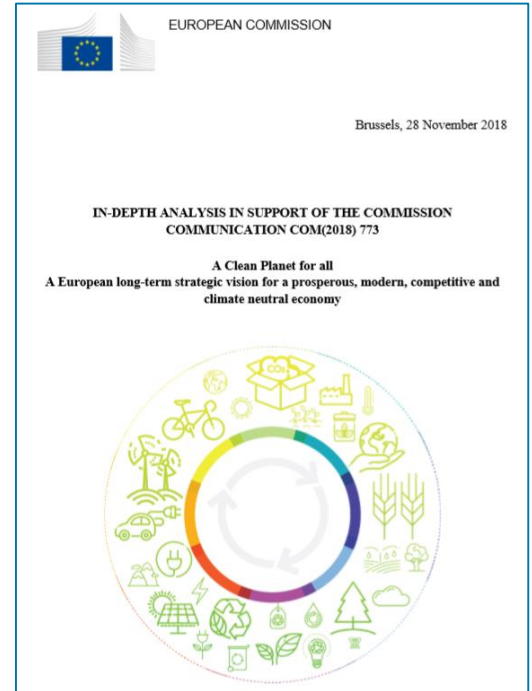 EUROPEAN COMMISSION
Brussels, 28 November 2018
IN-DEPTH ANALYSIS IN SUPPORT OF THE COMMISSION
COMMUNICATION COM(2018) 773
A Clean Planet for all
A European long-term strategic vision for a prosperous, modern, competitive and
climate neutral economy
CO₂